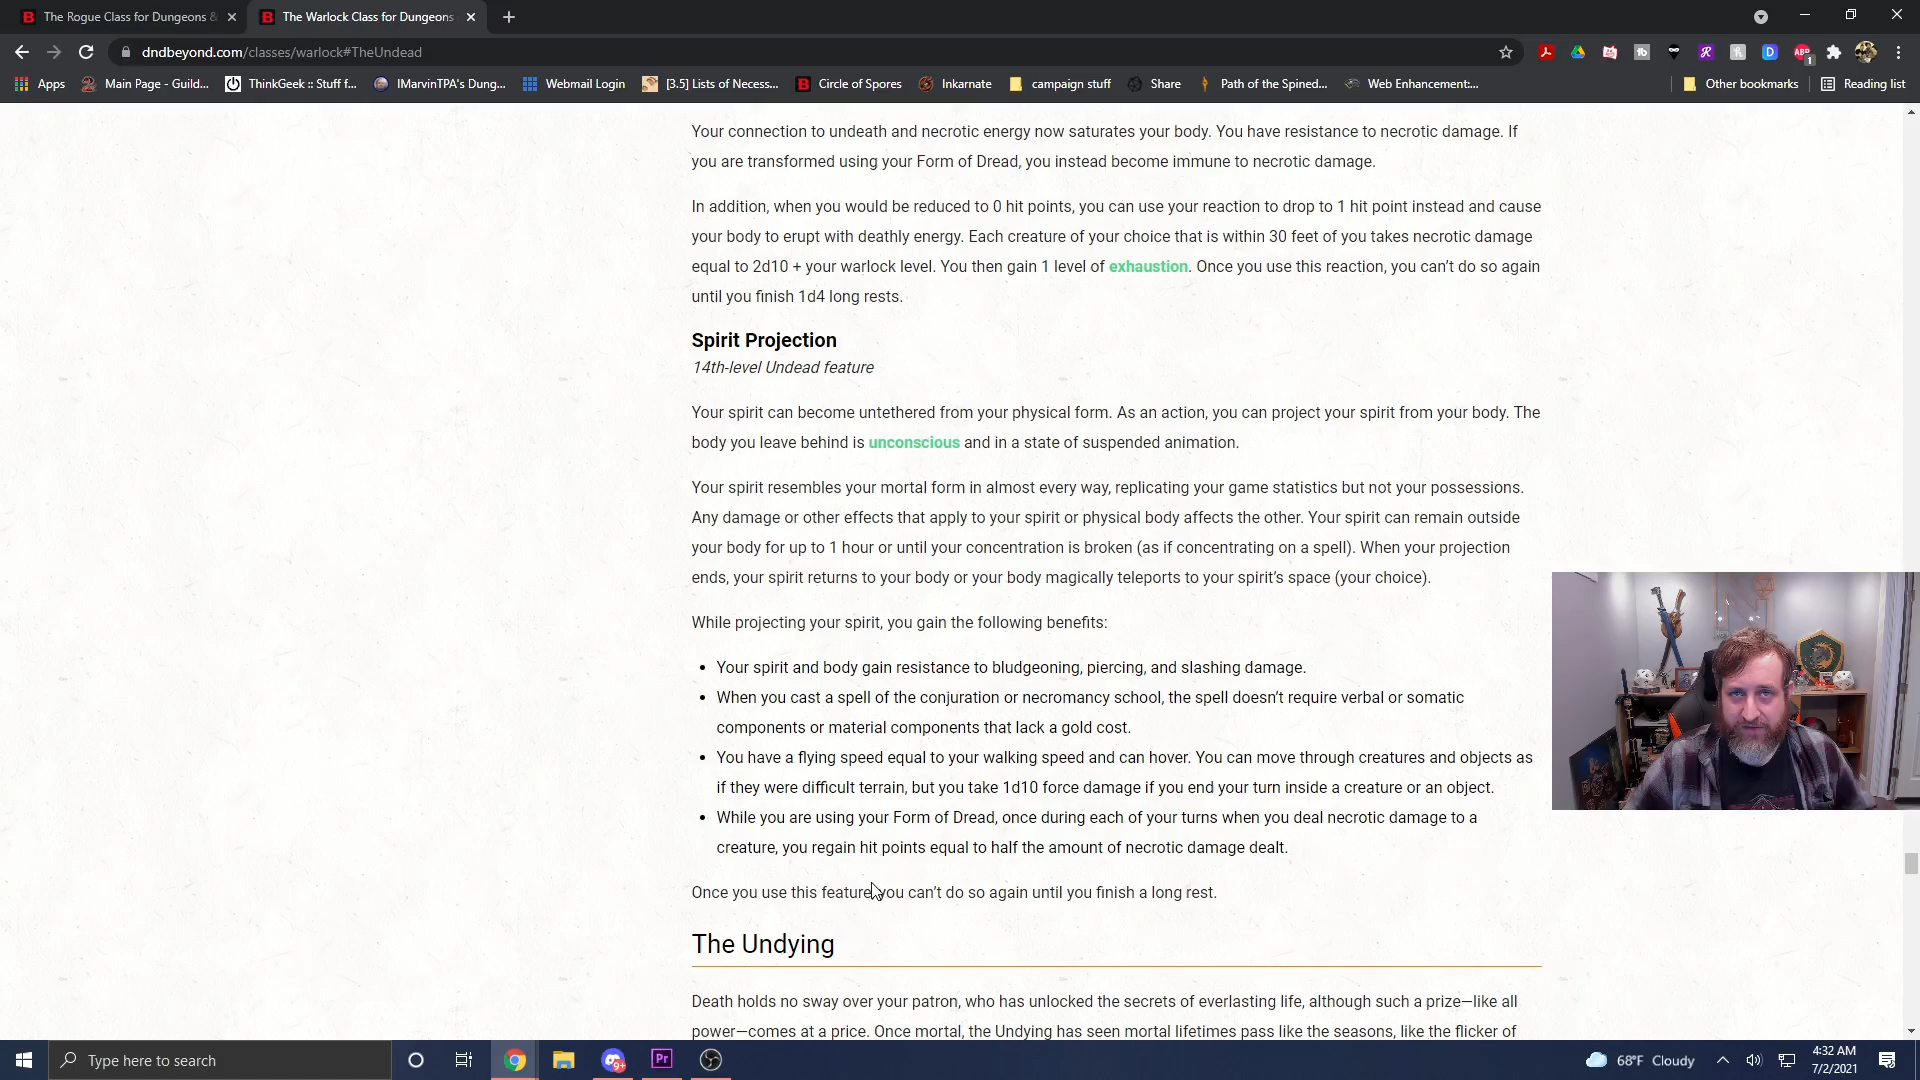 The Rogue Class for Dungeons &
The Warlock Class for Dungeons
dndbeyond.com/classes/warlock#TheUndead
Apps
Main Page - Guild...
ThinkGeek :: Stuff f...
IMarvinTPA's Dung...
Webmail Login
[3.5] Lists of Necess...
Circle of Spores
Inkarnate
campaign stuff
Share
Path of the Spined...
Web Enhancement:...
Other bookmarks
Reading list
Your connection to undeath and necrotic energy now saturates your body. You have resistance to necrotic damage. If
you are transformed using your Form of Dread, you instead become immune to necrotic damage.
In addition, when you would be reduced to 0 hit points, you can use your reaction to drop to 1 hit point instead and cause
your body to erupt with deathly energy. Each creature of your choice that is within 30 feet of you takes necrotic damage
equal to 2d10 + your warlock level. You then gain 1 level of exhaustion. Once you use this reaction, you can't do so again
until you finish 1d4 long rests.
Spirit Projection
14th-level Undead feature
Your spirit can become untethered from your physical form. As an action, you can project your spirit from your body. The
body you leave behind is unconscious and in a state of suspended animation.
Your spirit resembles your mortal form in almost every way, replicating your game statistics but not your possessions.
Any damage or other effects that apply to your spirit or physical body affects the other. Your spirit can remain outside
your body for up to 1 hour or until your concentration is broken (as if concentrating on a spell). When your projection
ends, your spirit returns to your body or your body magically teleports to your spirit's space (your choice).
While projecting your spirit, you gain the following benefits:
• Your spirit and body gain resistance to bludgeoning, piercing, and slashing damage.
• When you cast a spell of the conjuration or necromancy school, the spell doesn't require verbal or somatic
components or material components that lack a gold cost.
• You have a flying speed equal to your walking speed and can hover. You can move through creatures and objects as
if they were difficult terrain, but you take 1d10 force damage if you end your turn inside a creature or an object.
• While you are using your Form of Dread, once during each of your turns when you deal necrotic damage to a
creature, you regain hit points equal to half the amount of necrotic damage dealt.
Once you use this feature, you can't do so again until you finish a long rest.
The Undying
Death holds no sway over your patron, who has unlocked the secrets of everlasting life, although such a prize—like all
power—comes at a price. Once mortal, the Undying has seen mortal lifetimes pass like the seasons, like the flicker of
Type here to search
9+
Pr
68°F Cloudy
4:32 AM
7/2/2021